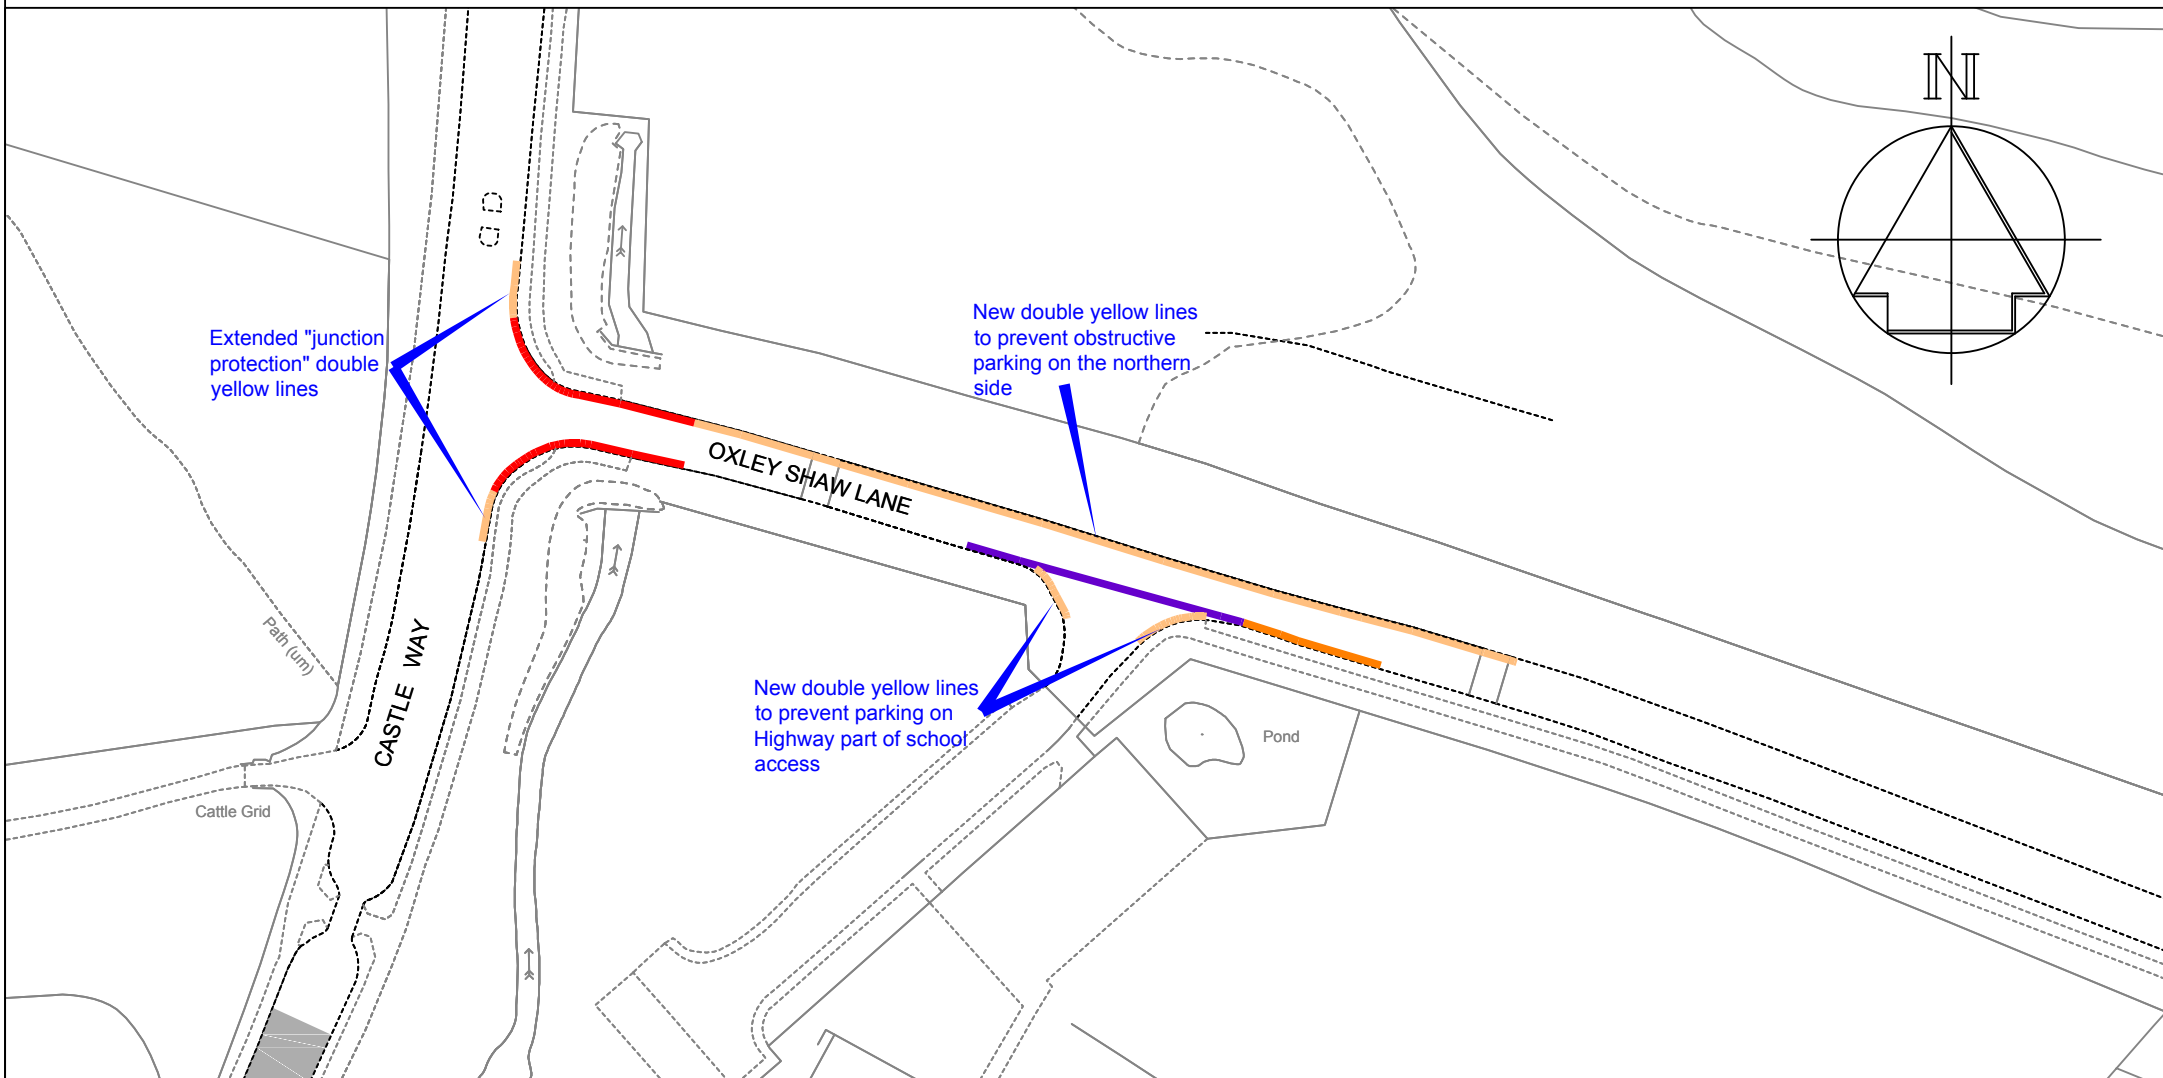 N
Extended "junction
protection" double
yellow lines
New double yellow lines
to prevent obstructive
parking on the northern
side
OXLEY SHAW LANE
CASTLE WAY
Path (um)
New double yellow lines
to prevent parking on
Highway part of school
access
Pond
Cattle Grid